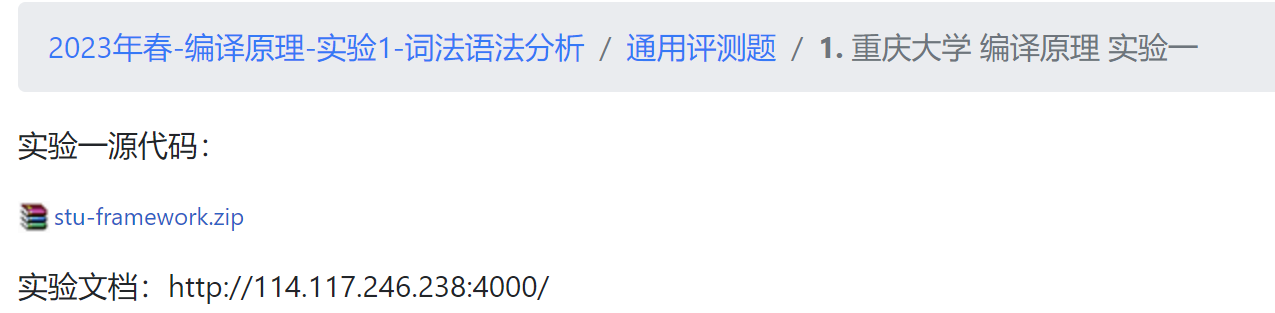 2023年春-编译原理-实验1-词法语法分析 / 通用评测题 / 1. 重庆大学 编译原理 实验一
实验一源代码：
stu-framework.zip
实验文档：http://114.117.246.238:4000/